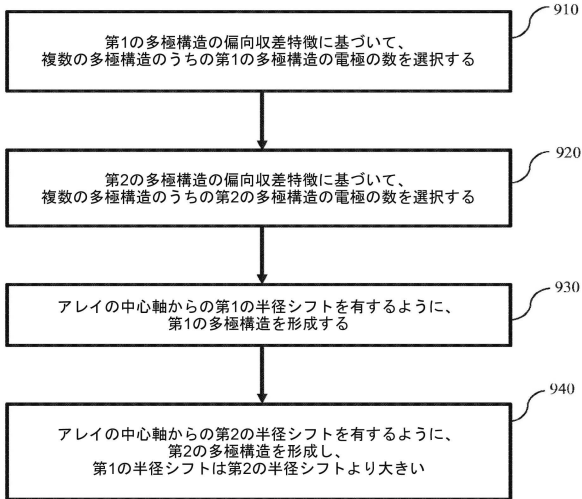 910
第1の多極構造の偏向収差特徴に基づいて、
複数の多極構造のうちの第1の多極構造の電極の数を選択する
920
第2の多極構造の偏向収差特徴に基づいて、
複数の多極構造のうちの第2の多極構造の電極の数を選択する
930
アレイの中心軸からの第1の半径シフトを有するように、
第1の多極構造を形成する
940
アレイの中心軸からの第2の半径シフトを有するように、
第2の多極構造を形成し、
第1の半径シフトは第2の半径シフトより大きい